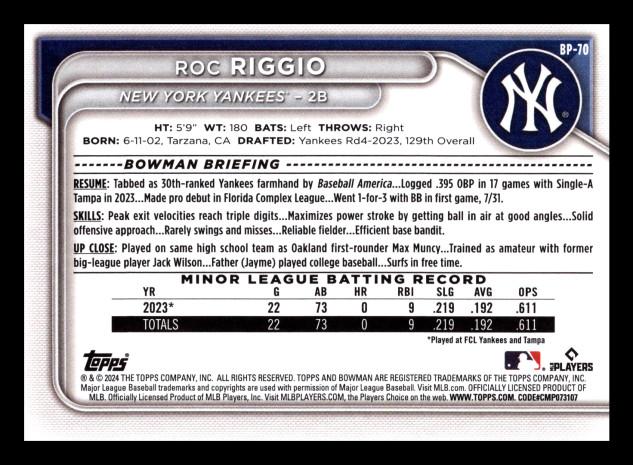 BP-70
ROC RIGGIO
NEW YORK YANKEES™ – 2B
NY ®
HT: 5'9" WT: 180 BATS: Left THROWS: Right
BORN: 6-11-02, Tarzana, CA DRAFTED: Yankees Rd4-2023, 129th Overall
BOWMAN BRIEFING
RESUME: Tabbed as 30th-ranked Yankees farmhand by Baseball America...Logged .395 OBP in 17 games with Single-A
Tampa in 2023...Made pro debut in Florida Complex League...Went 1-for-3 with BB in first game, 7/31.
SKILLS: Peak exit velocities reach triple digits...Maximizes power stroke by getting ball in air at good angles...Solid
offensive approach...Rarely swings and misses...Reliable fielder...Efficient base bandit.
UP CLOSE: Played on same high school team as Oakland first-rounder Max Muncy...Trained as amateur with former
big-league player Jack Wilson...Father (Jayme) played college baseball...Surfs in free time.
MINOR LEAGUE BATTING RECORD
YR G AB HR RBI SLG AVG OPS
2023* 22 73 0 9 .219 .192 .611
TOTALS 22 73 0 9 .219 .192 .611
*Played at FCL Yankees and Tampa
Topps
MLB PLAYERS
® & © 2024 THE TOPPS COMPANY, INC. ALL RIGHTS RESERVED. TOPPS AND BOWMAN ARE REGISTERED TRADEMARKS OF THE TOPPS COMPANY, INC.
Major League Baseball trademarks and copyrights are used with permission of Major League Baseball. Visit MLB.com. OFFICIALLY LICENSED PRODUCT OF
MLB. Officially Licensed Product of MLB Players, Inc. Visit MLBPLAYERS.COM, the Players Choice on the web. WWW.TOPPS.COM. CODE#CMP073107